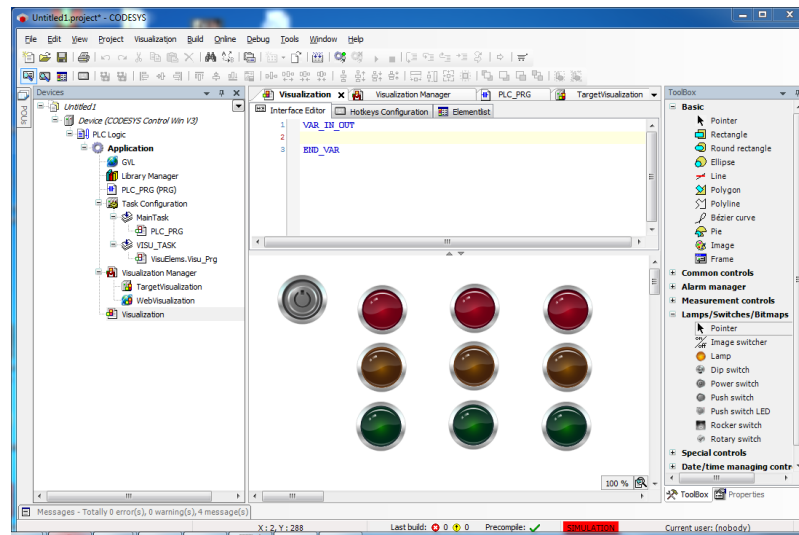 Untitled1.project* - CODESYS
File Edit View Project Visualization Build Online Debug Tools Window Help
Devices
POUs
Untitled1
Device (CODESYS Control Win V3)
PLC Logic
Application
GVL
Library Manager
PLC_PRG (PRG)
Task Configuration
MainTask
PLC_PRG
VISU_TASK
VisuElems.Visu_Prg
Visualization Manager
TargetVisualization
WebVisualization
Visualization
Visualization X Visualization Manager PLC_PRG TargetVisualization
Interface Editor Hotkeys Configuration Elementlist
1 VAR_IN_OUT
2
3 END_VAR
100 %
ToolBox
Basic
Pointer
Rectangle
Round rectangle
Ellipse
Line
Polygon
Polyline
Bézier curve
Pie
Image
Frame
Common controls
Alarm manager
Measurement controls
Lamps/Switches/Bitmaps
Pointer
Image switcher
Lamp
Dip switch
Power switch
Push switch
Push switch LED
Rocker switch
Rotary switch
Special controls
Date/time managing contr
ToolBox Properties
Messages - Totally 0 error(s), 0 warning(s), 4 message(s)
X : 2, Y : 288 Last build: 0 0 Precompile: SIMULATION Current user: (nobody)